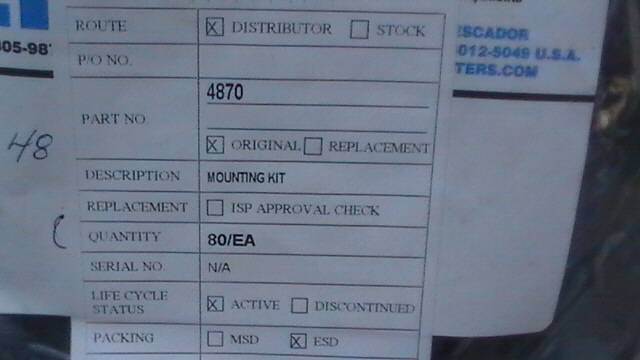 ROUTE ☒ DISTRIBUTOR ☐ STOCK
P/O NO.
PART NO. 4870
☒ ORIGINAL ☐ REPLACEMENT
DESCRIPTION MOUNTING KIT
REPLACEMENT ☐ ISP APPROVAL CHECK
QUANTITY 80/EA
SERIAL NO. N/A
LIFE CYCLE STATUS ☒ ACTIVE ☐ DISCONTINUED
PACKING ☐ MSD ☒ ESD
05-98
48
SCADOR
012-5049 U.S.A.
TERS.COM